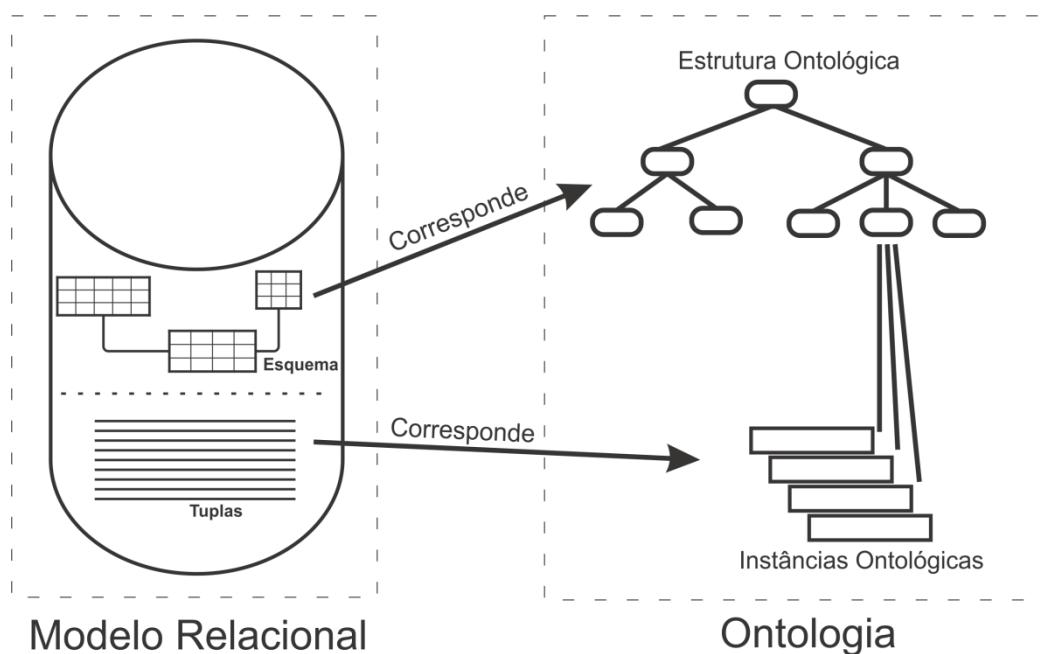 Estrutura Ontológica
Corresponde
Esquema
Corresponde
Tuplas
Instâncias Ontológicas
Modelo Relacional
Ontologia